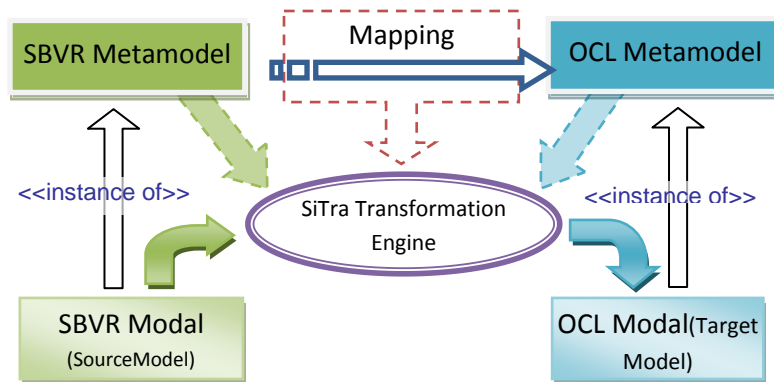 SBVR Metamodel
Mapping
OCL Metamodel
<<instance of>>
SiTra Transformation
Engine
<<instance of>>
SBVR Modal
(SourceModel)
OCL Modal(Target
Model)